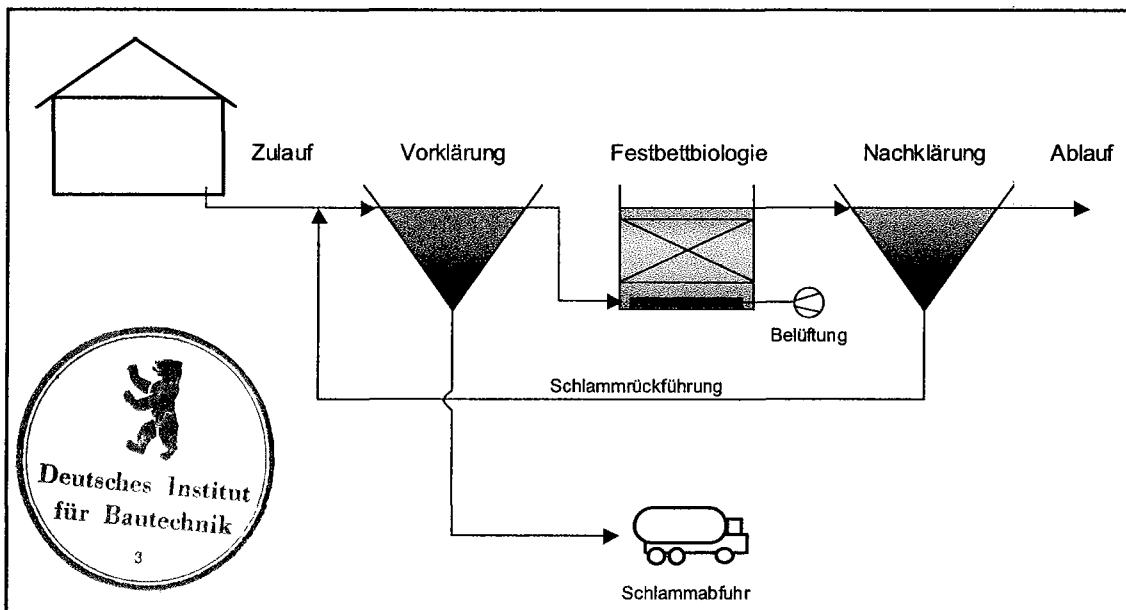 Zulauf
Vorklärung
Festbettbiologie
Nachklärung
Ablauf
Belüftung
Schlammrückführung
Deutsches Institut
für Bautechnik
3
Schlammabfuhr